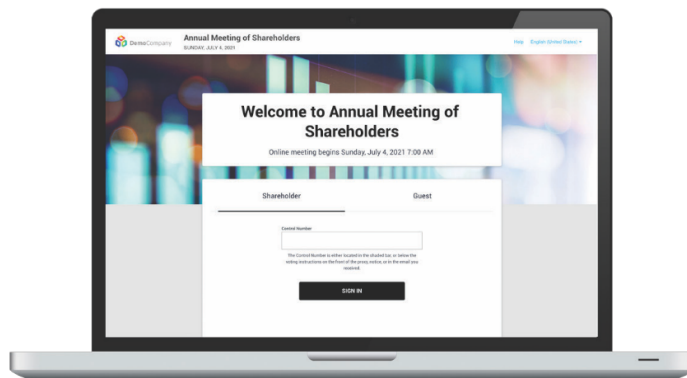 DemoCompany
Annual Meeting of Shareholders
SUNDAY, JULY 4, 2021
Help English (United States)
Welcome to Annual Meeting of
Shareholders
Online meeting begins Sunday, July 4, 2021 7:00 AM
Shareholder Guest
Control Number
The Control Number is either located in the shaded bar, or below the
voting instructions on the front of the proxy, notice, or in the email you
received.
SIGN IN